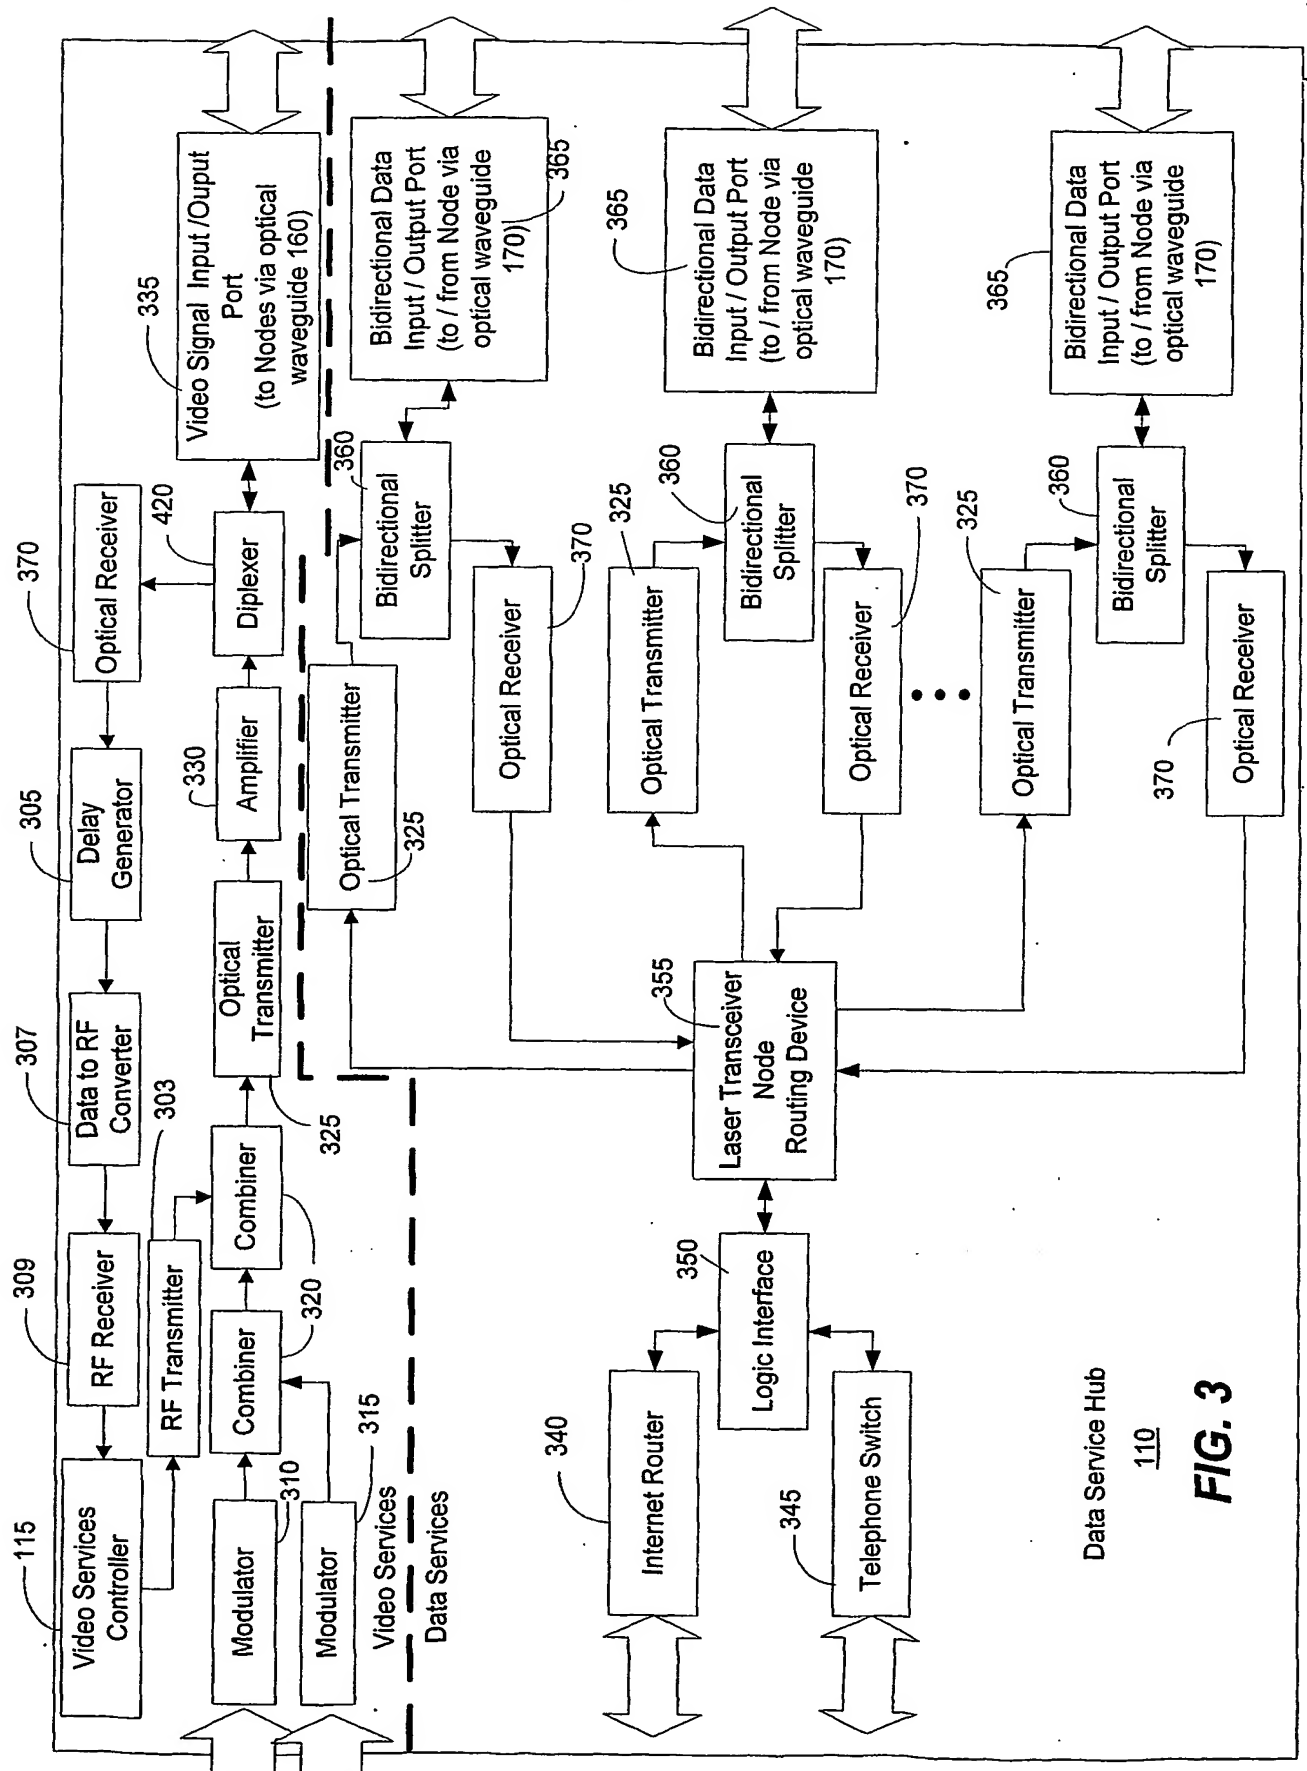 115
Video Services
Controller
309
RF Receiver
307
Data to RF
Converter
305
Delay
Generator
370
Optical Receiver
RF Transmitter
303
Modulator
310
Modulator
315
Combiner
Combiner
320
Optical
Transmitter
325
330
Amplifier
420
Diplexer
335
Video Signal Input /Ouput
Port
(to Nodes via optical
waveguide 160)
Video Services
Data Services
340
Internet Router
345
Telephone Switch
350
Logic Interface
355
Laser Transceiver
Node
Routing Device
Optical Transmitter
325
360
Bidirectional
Splitter
Optical Receiver
370
Bidirectional Data
Input / Output Port
(to / from Node via
optical waveguide
170)
365
325
Optical Transmitter
360
Bidirectional
Splitter
Optical Receiver
370
365
Bidirectional Data
Input / Output Port
(to / from Node via
optical waveguide
170)
325
Optical Transmitter
360
Bidirectional
Splitter
370
Optical Receiver
365
Bidirectional Data
Input / Output Port
(to / from Node via
optical waveguide
170)
Data Service Hub
110
FIG. 3